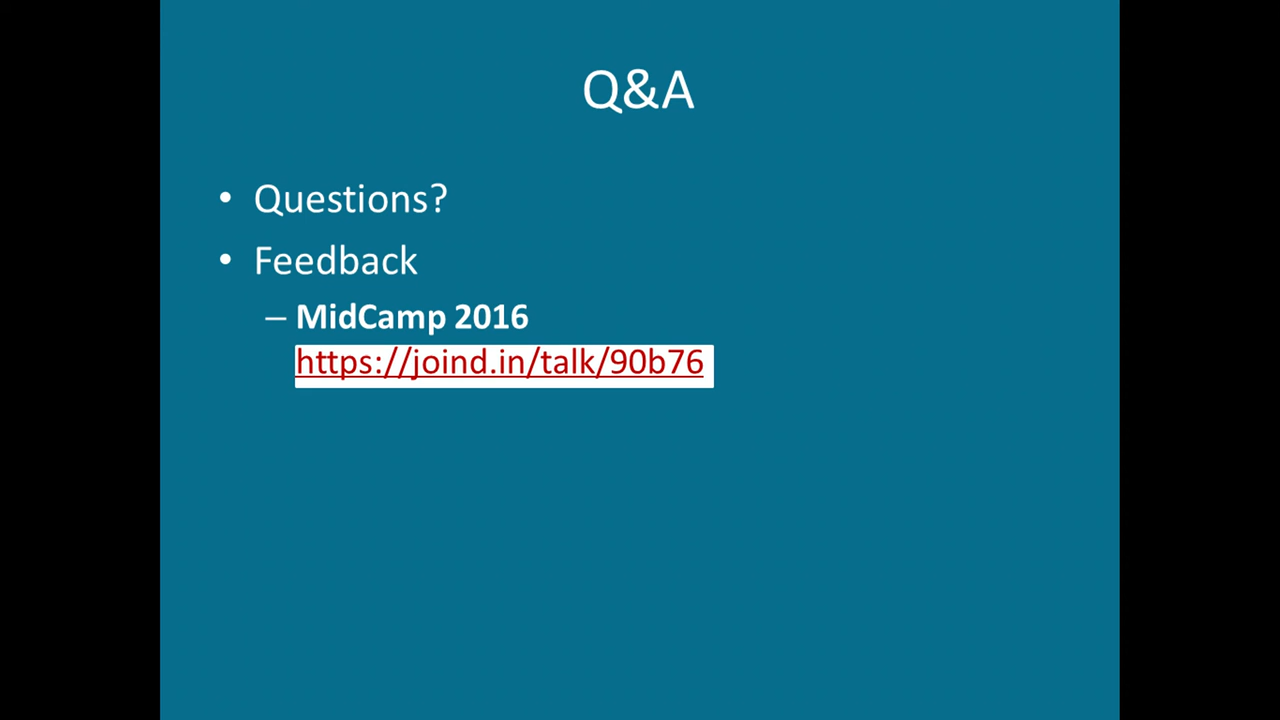 Q&A
• Questions?
• Feedback
– MidCamp 2016
https://joind.in/talk/90b76